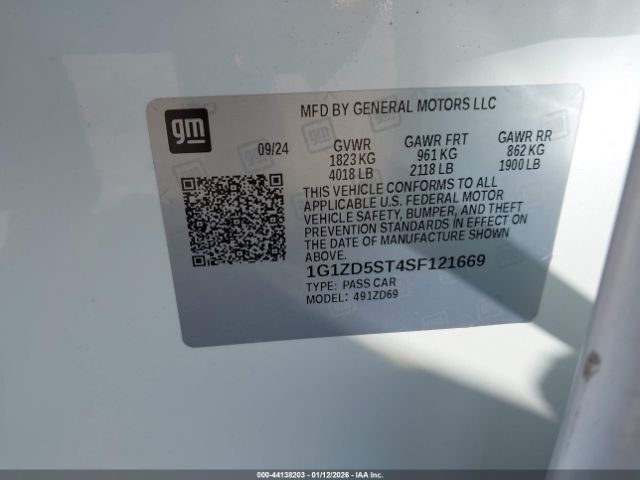 MFD BY GENERAL MOTORS LLC
gm
09/24
GVWR GAWR FRT GAWR RR
1823 KG 961 KG 862 KG
4018 LB 2118 LB 1900 LB
THIS VEHICLE CONFORMS TO ALL
APPLICABLE U.S. FEDERAL MOTOR
VEHICLE SAFETY, BUMPER, AND THEFT
PREVENTION STANDARDS IN EFFECT ON
THE DATE OF MANUFACTURE SHOWN
ABOVE.
1G1ZD5ST4SF121669
TYPE: PASS CAR
MODEL: 491ZD69
000-44138203 — 01/12/2026 — IAA Inc.